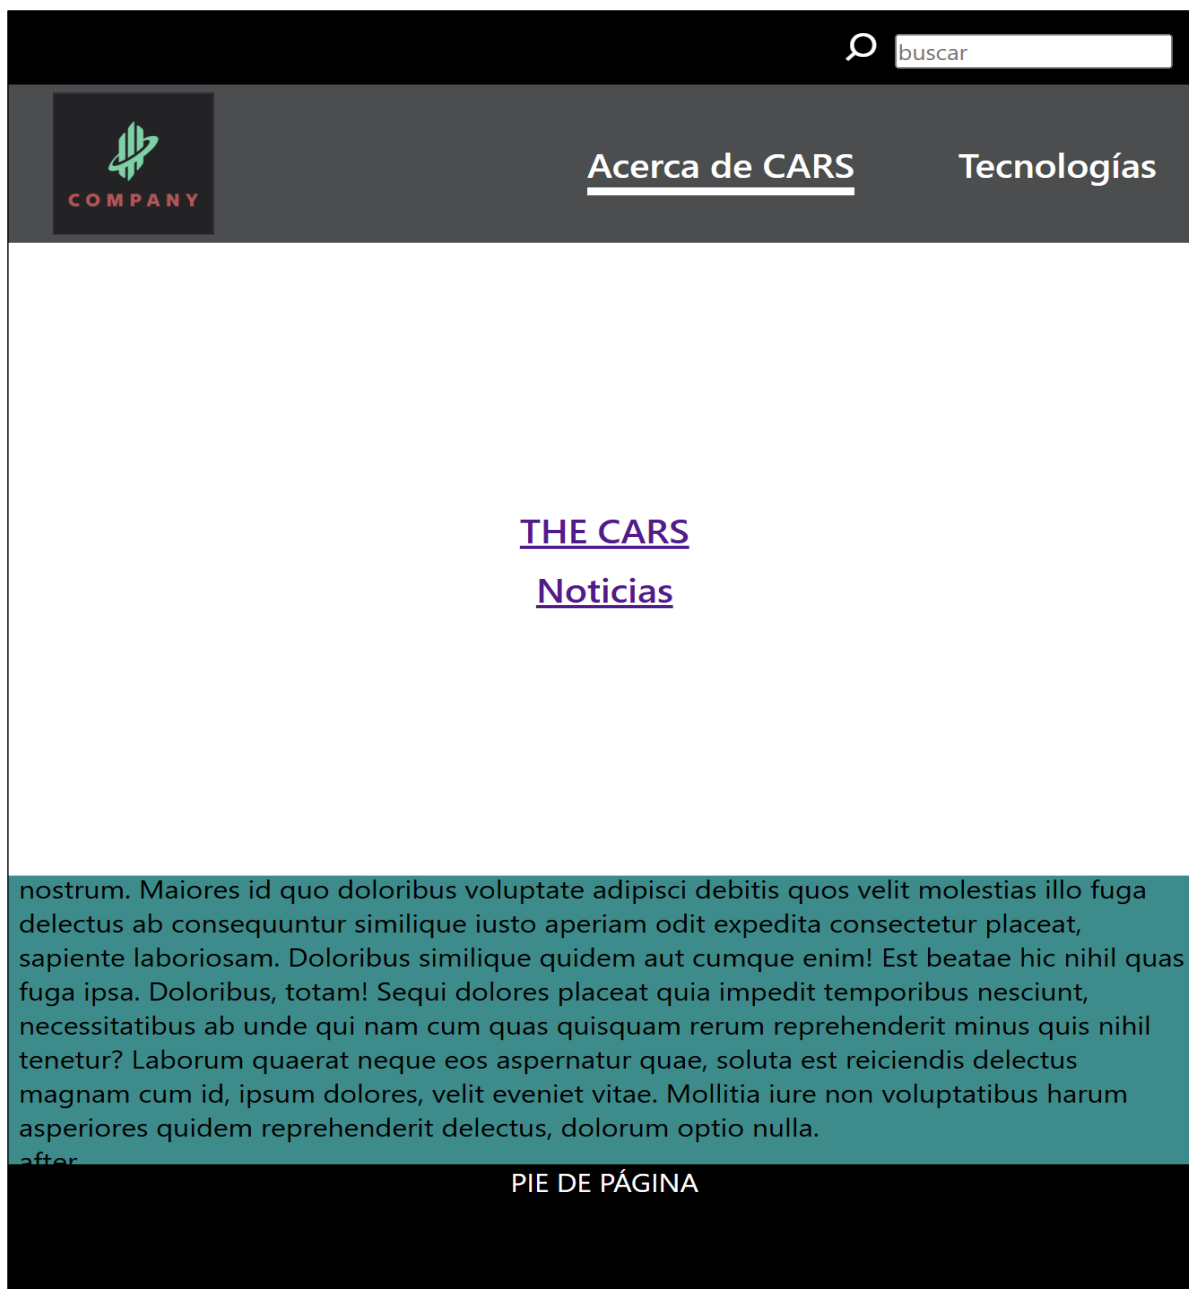 buscar
COMPANY
Acerca de CARS
Tecnologías
THE CARS
Noticias
nostrum. Maiores id quo doloribus voluptate adipisci debitis quos velit molestias illo fuga
delectus ab consequuntur similique iusto aperiam odit expedita consectetur placeat,
sapiente laboriosam. Doloribus similique quidem aut cumque enim! Est beatae hic nihil quas
fuga ipsa. Doloribus, totam! Sequi dolores placeat quia impedit temporibus nesciunt,
necessitatibus ab unde qui nam cum quas quisquam rerum reprehenderit minus quis nihil
tenetur? Laborum quaerat neque eos aspernatur quae, soluta est reiciendis delectus
magnam cum id, ipsum dolores, velit eveniet vitae. Mollitia iure non voluptatibus harum
asperiores quidem reprehenderit delectus, dolorum optio nulla.
after
PIE DE PÁGINA